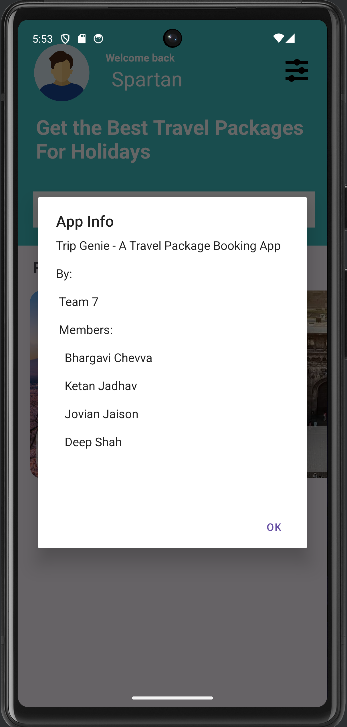 5:53
Welcome back
Spartan
Get the Best Travel Packages
For Holidays
App Info
Trip Genie - A Travel Package Booking App
By:
Team 7
Members:
Bhargavi Chevva
Ketan Jadhav
Jovian Jaison
Deep Shah
OK